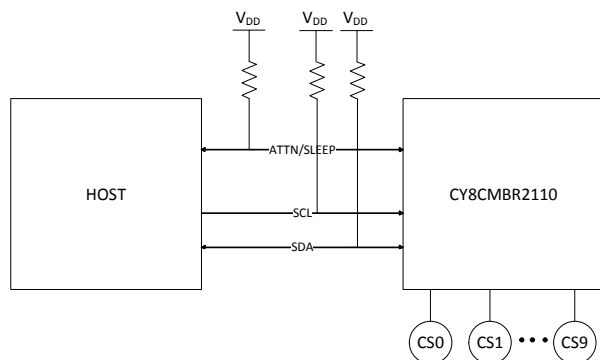 VDD VDD VDD
ATTN/SLEEP
HOST CY8CMBR2110
SCL
SDA
CS0 CS1 ••• CS9